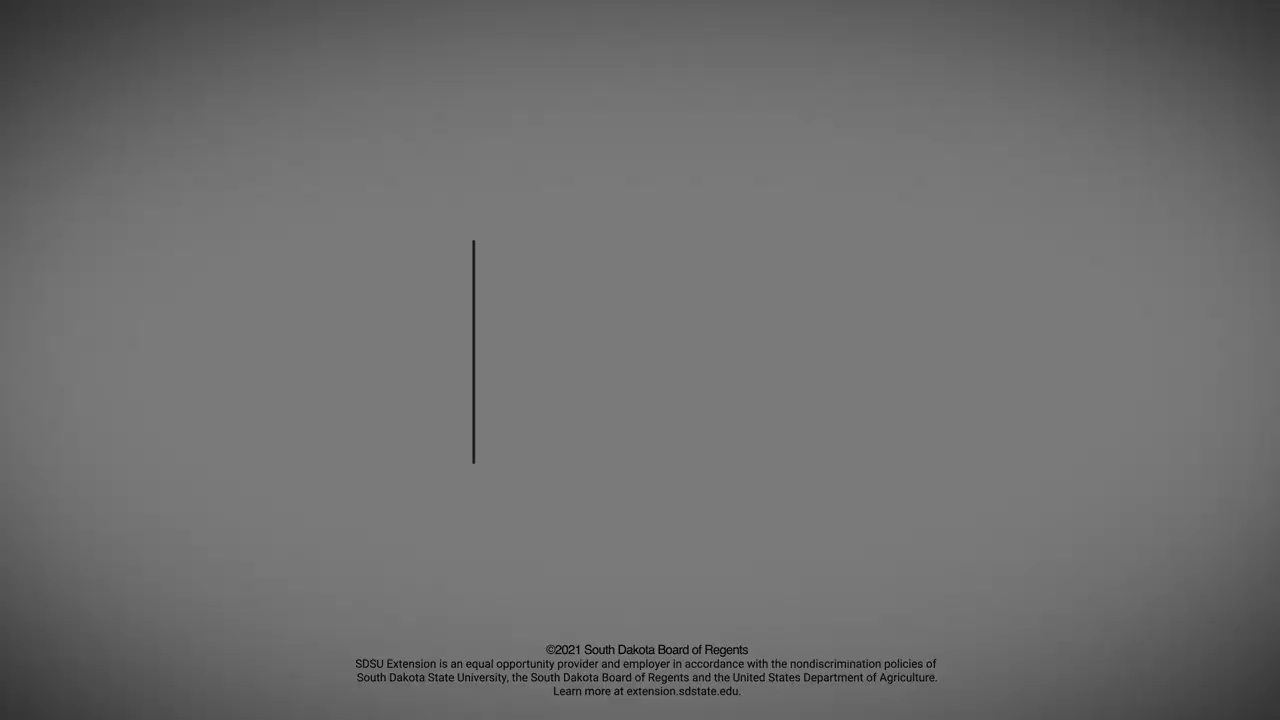 ©2021 South Dakota Board of Regents
SDSU Extension is an equal opportunity provider and employer in accordance with the nondiscrimination policies of
South Dakota State University, the South Dakota Board of Regents and the United States Department of Agriculture.
Learn more at extension.sdstate.edu.